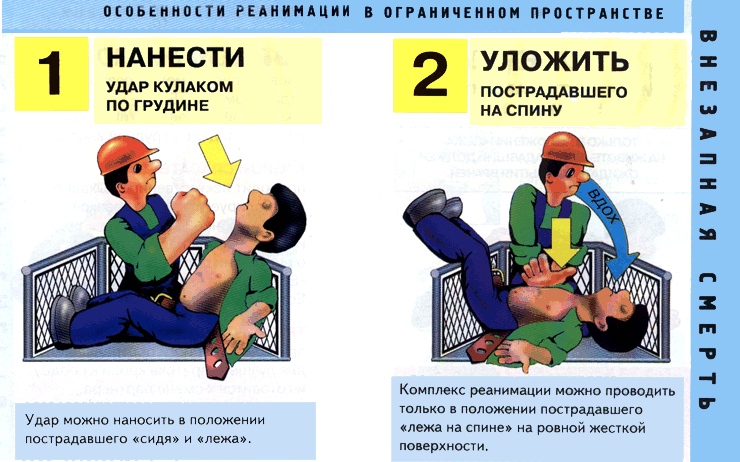 ОСОБЕННОСТИ РЕАНИМАЦИИ В ОГРАНИЧЕННОМ ПРОСТРАНСТВЕ
1
НАНЕСТИ
УДАР КУЛАКОМ
ПО ГРУДИНЕ
Удар можно наносить в положении
пострадавшего «сидя» и «лежа».
2
УЛОЖИТЬ
ПОСТРАДАВШЕГО
НА СПИНУ
ВДОХ
Комплекс реанимации можно проводить
только в положении пострадавшего
«лежа на спине» на ровной жесткой
поверхности.
ВНЕЗАПНАЯ СМЕРТЬ